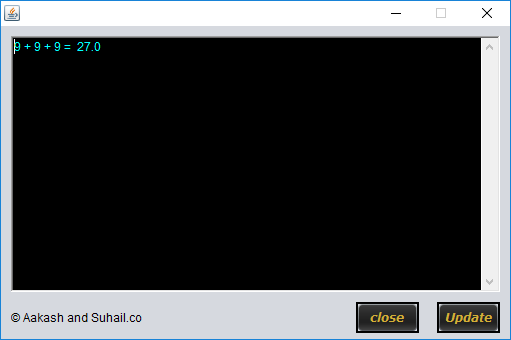 9 + 9 + 9 =  27.0
© Aakash and Suhail.co
close
Update